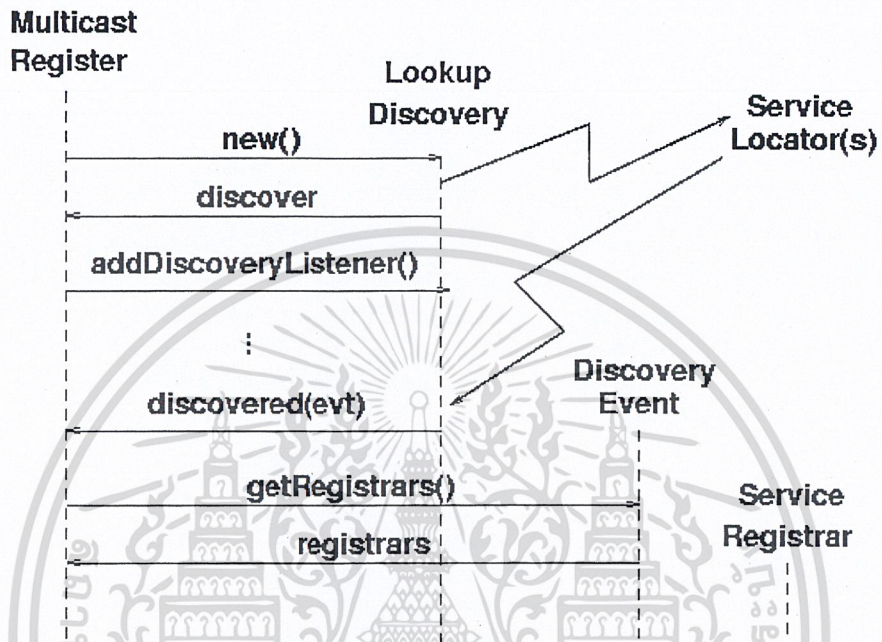 Multicast
Register
Lookup
Discovery
Service
Locator(s)
new()
discover
addDiscoveryListener()
⋮
discovered(evt)
Discovery
Event
getRegistrars()
Service
Registrar
registrars